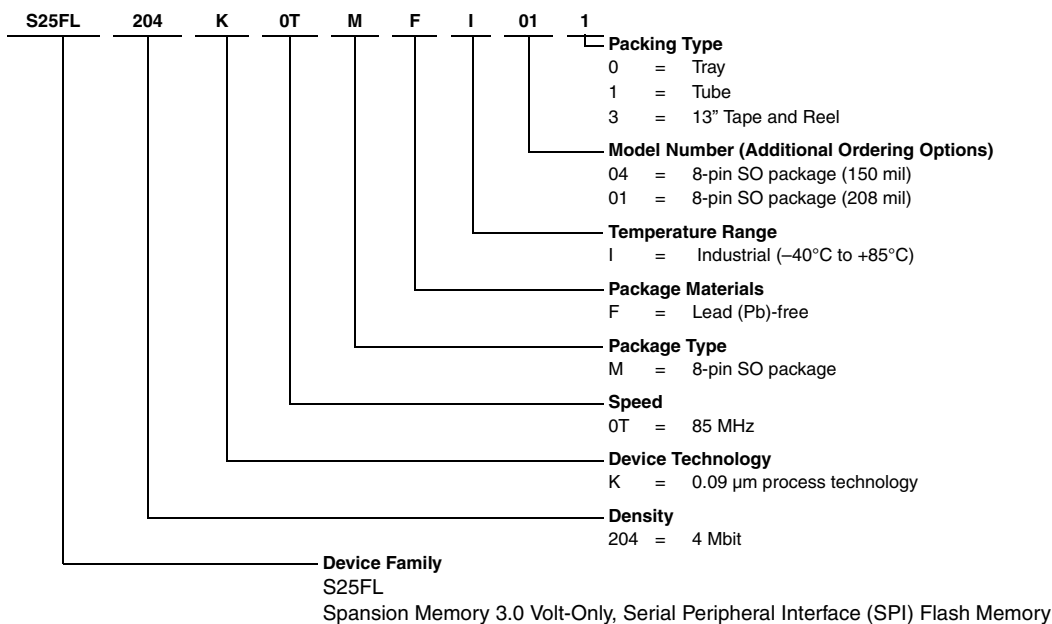 S25FL 204 K 0T M F I 01 1
Packing Type
0 = Tray
1 = Tube
3 = 13” Tape and Reel
Model Number (Additional Ordering Options)
04 = 8-pin SO package (150 mil)
01 = 8-pin SO package (208 mil)
Temperature Range
I = Industrial (–40°C to +85°C)
Package Materials
F = Lead (Pb)-free
Package Type
M = 8-pin SO package
Speed
0T = 85 MHz
Device Technology
K = 0.09 µm process technology
Density
204 = 4 Mbit
Device Family
S25FL
Spansion Memory 3.0 Volt-Only, Serial Peripheral Interface (SPI) Flash Memory